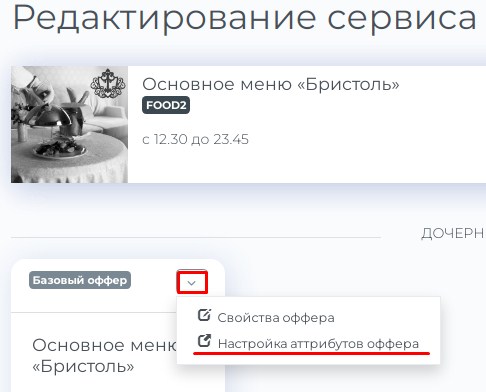 Редактирование сервиса
Основное меню «Бристоль»
FOOD2
с 12.30 до 23.45
ДОЧЕРН
Базовый оффер
Свойства оффера
Настройка аттрибутов оффера
Основное меню
«Бристоль»